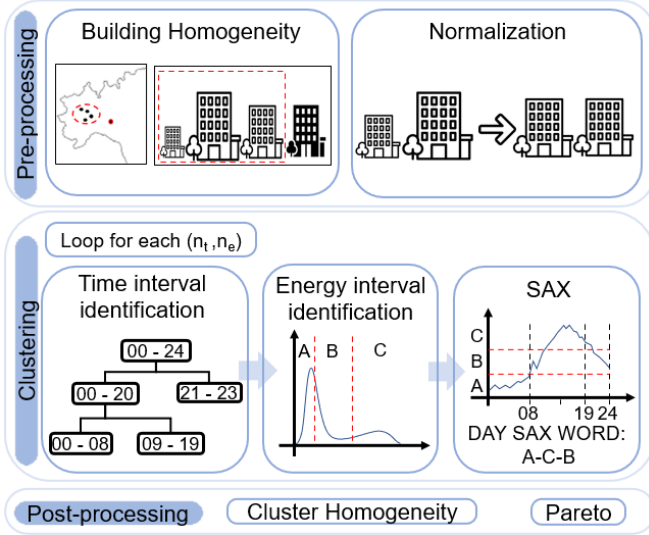 Pre-processing
Building Homogeneity
Normalization
Clustering
Loop for each (nt ,ne)
Time interval
identification
00 - 24
00 - 20
21 - 23
00 - 08
09 - 19
Energy interval
identification
A
B
C
SAX
C
B
A
08
19
24
DAY SAX WORD:
A-C-B
Post-processing
Cluster Homogeneity
Pareto